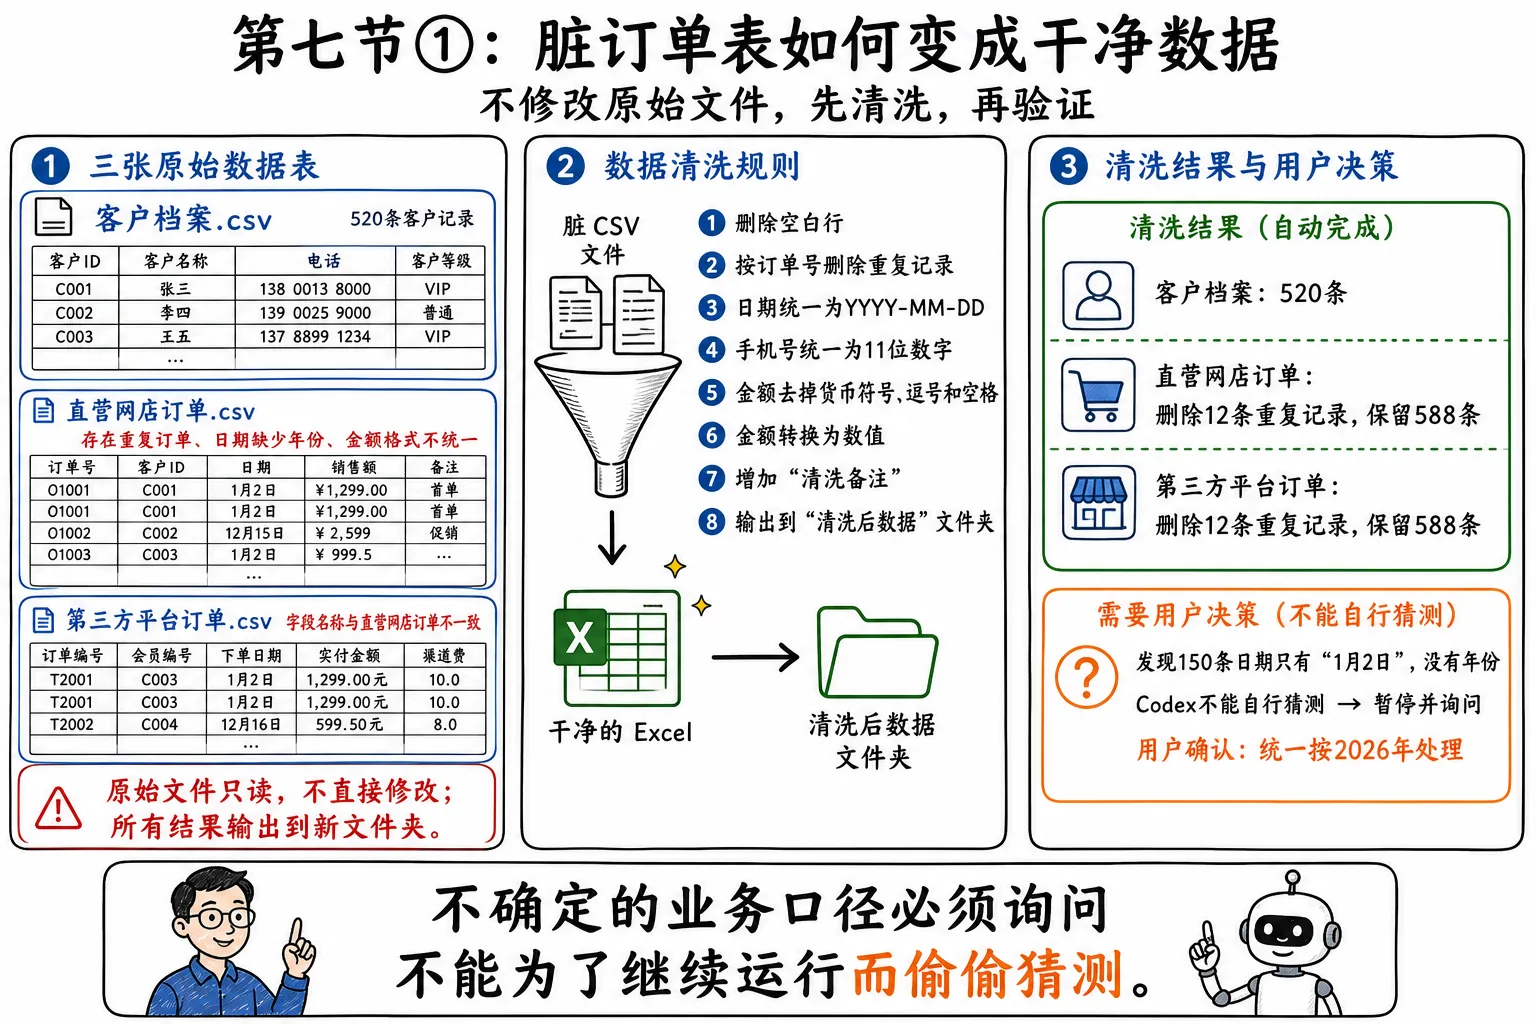 第七节①：脏订单表如何变成干净数据
不修改原始文件，先清洗，再验证
1 三张原始数据表
客户档案.csv 520条客户记录
客户ID 客户名称 电话 客户等级
C001 张三 138 0013 8000 VIP
C002 李四 139 0025 9000 普通
C003 王五 137 8899 1234 VIP
...
直营网店订单.csv
存在重复订单、日期缺少年份、金额格式不统一
订单号 客户ID 日期 销售额 备注
O1001 C001 1月2日 ¥1,299.00 首单
O1001 C001 1月2日 ¥1,299.00 首单
O1002 C002 12月15日 ¥ 2,599 促销
O1003 C003 1月2日 ¥ 999.5 ...
...
第三方平台订单.csv 字段名称与直营网店订单不一致
订单编号 会员编号 下单日期 实付金额 渠道费
T2001 C003 1月2日 1,299.00元 10.0
T2001 C003 1月2日 1,299.00元 10.0
T2002 C004 12月16日 599.50元 8.0
...
原始文件只读，不直接修改；
所有结果输出到新文件夹。
2 数据清洗规则
脏 CSV
文件
1 删除空白行
2 按订单号删除重复记录
3 日期统一为YYYY-MM-DD
4 手机号统一为11位数字
5 金额去掉货币符号,逗号和空格
6 金额转换为数值
7 增加“清洗备注”
8 输出到“清洗后数据”文件夹
X
干净的 Excel
清洗后数据
文件夹
3 清洗结果与用户决策
清洗结果（自动完成）
客户档案：520条
直营网店订单：
删除12条重复记录，保留588条
第三方平台订单：
删除12条重复记录，保留588条
需要用户决策（不能自行猜测）
?
发现150条日期只有“1月2日”，没有年份
Codex不能自行猜测 → 暂停并询问
用户确认：统一按2026年处理
不确定的业务口径必须询问
不能为了继续运行而偷偷猜测。